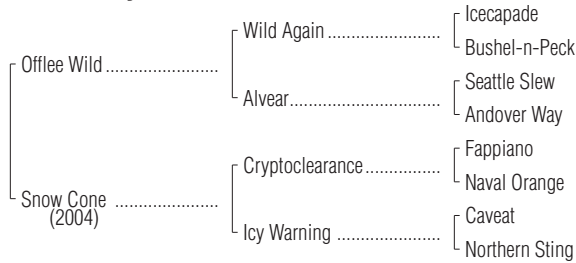 Icecapade
Wild Again ....................
Bushel-n-Peck
Offlee Wild ...........................
Seattle Slew
Alvear.............................
Andover Way
Fappiano
Cryptoclearance ..................
Naval Orange
Snow Cone .........................
(2004)
Caveat
Icy Warning .........................
Northern Sting